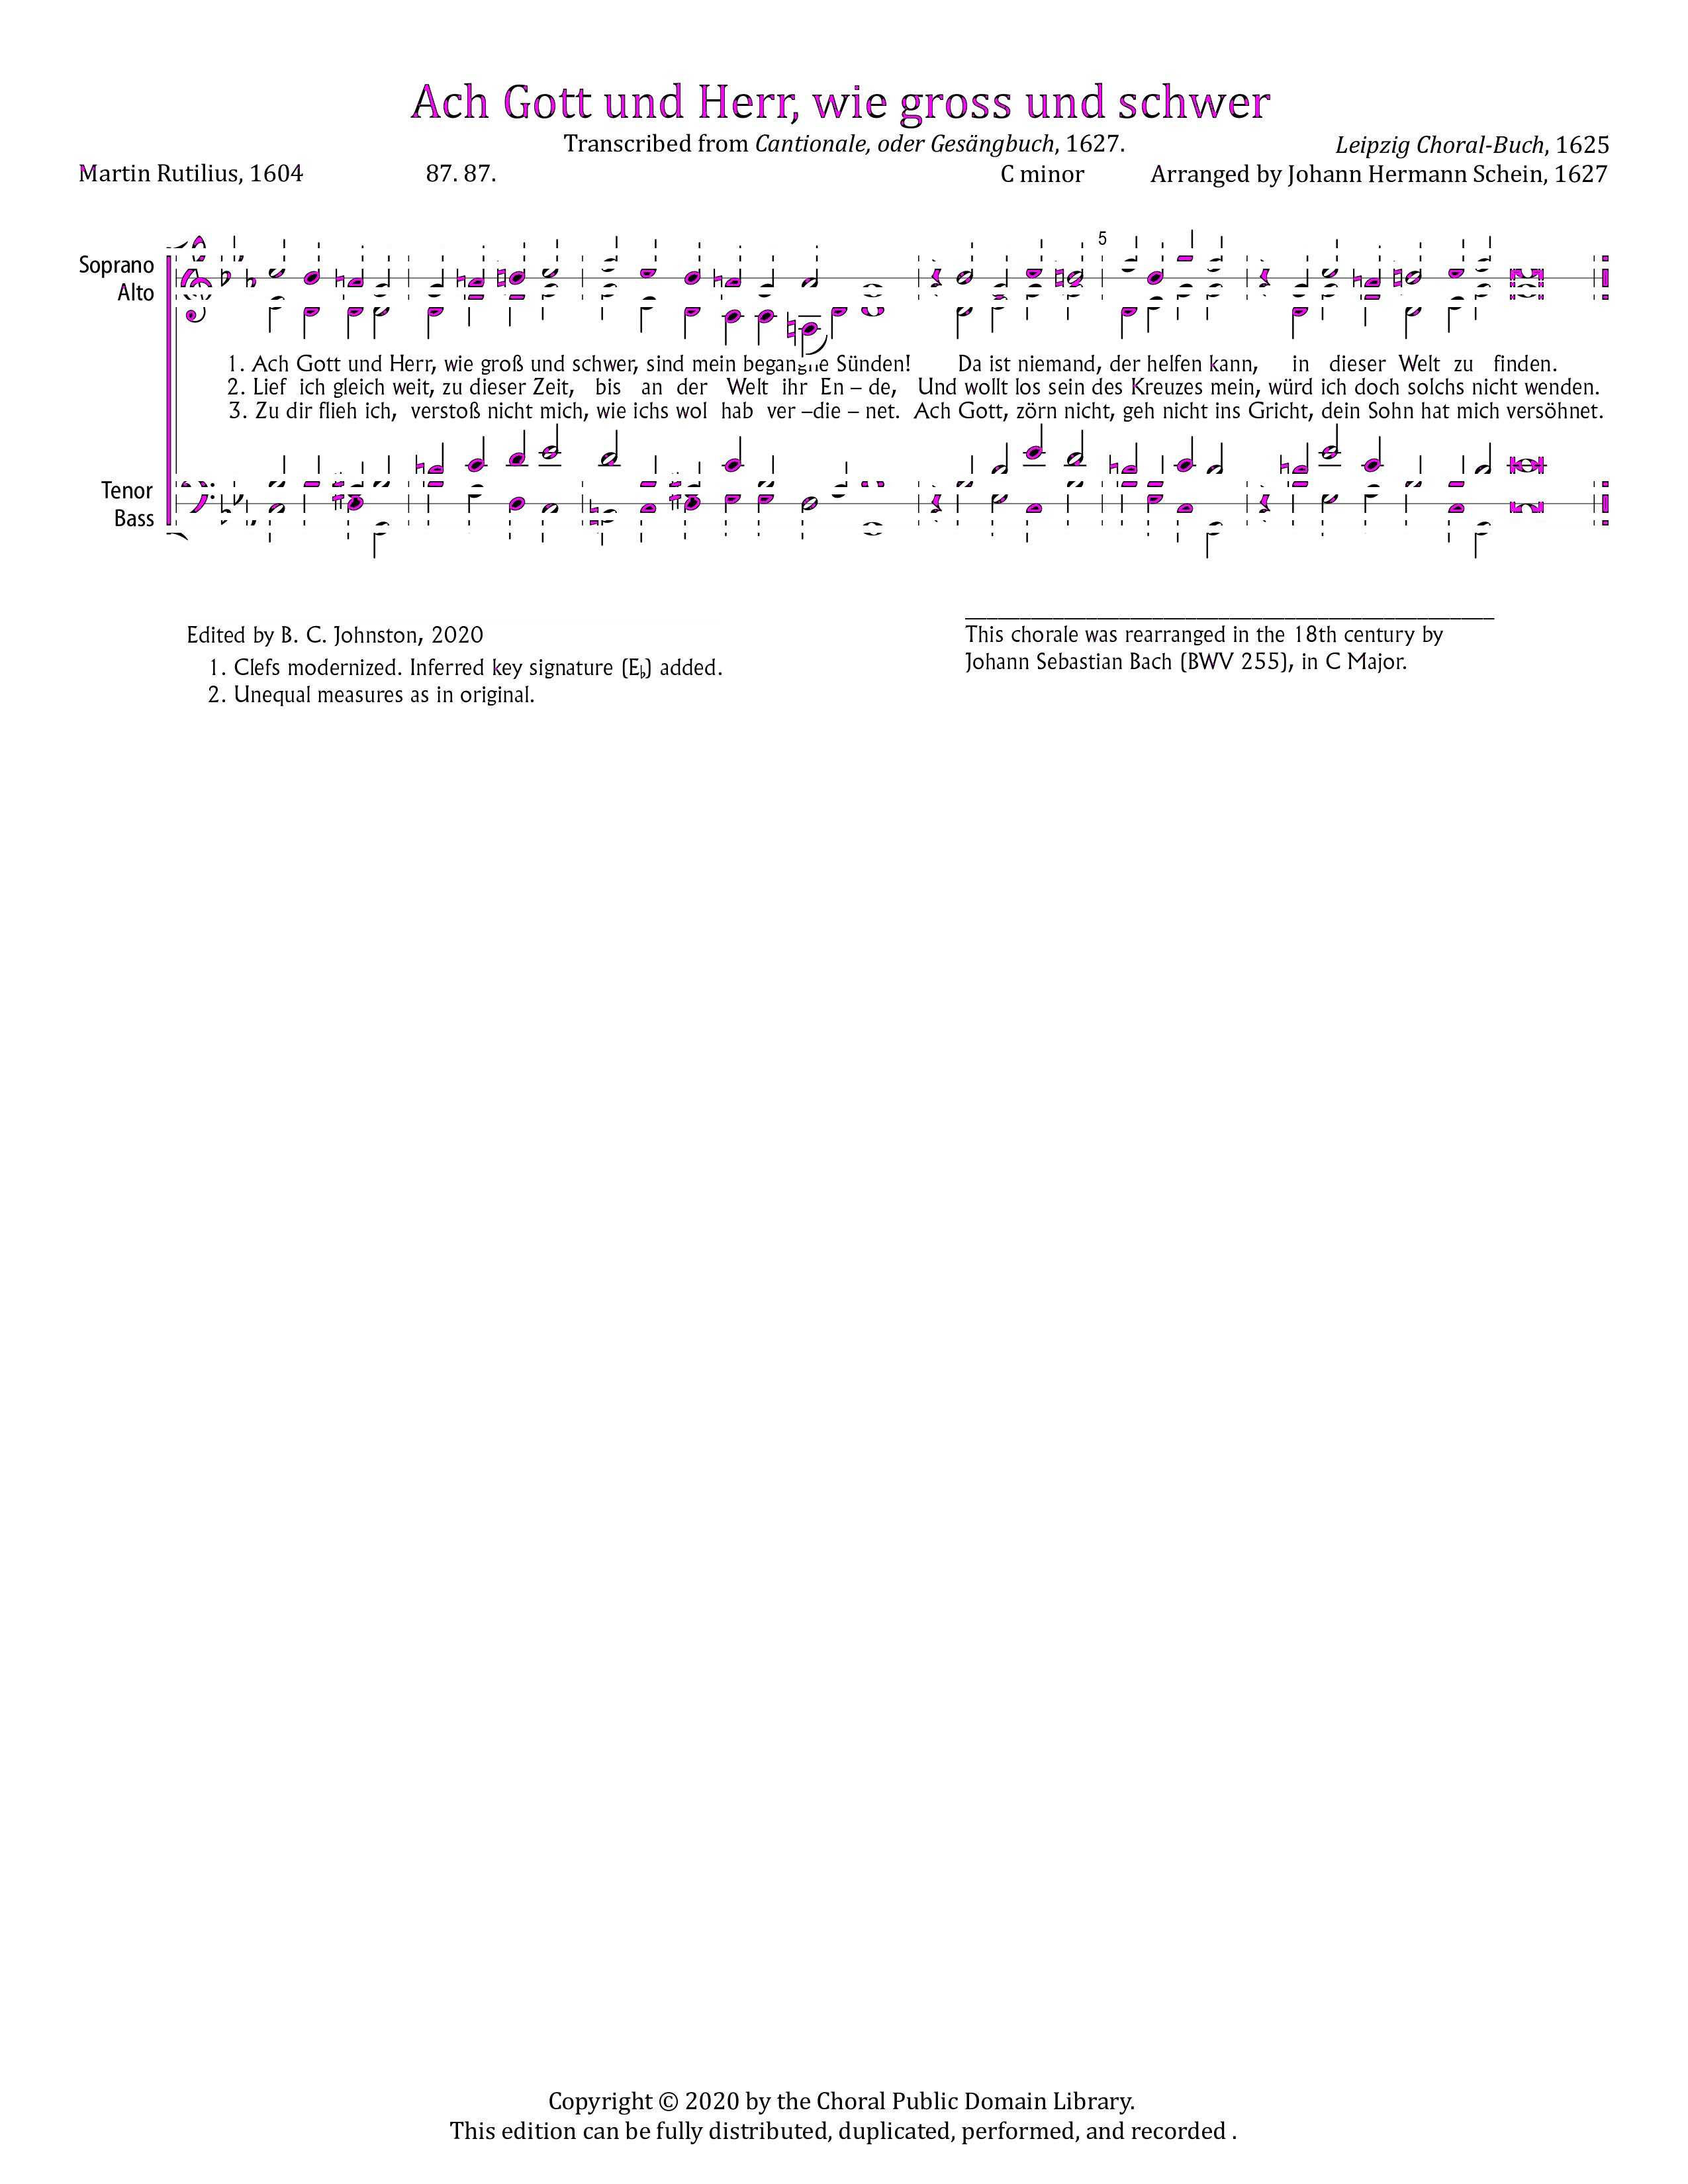 Ach Gott und Herr, wie gross und schwer
Transcribed from Cantionale, oder Gesängbuch, 1627.
Leipzig Choral-Buch, 1625
Martin Rutilius, 1604
87. 87.
C minor
Arranged by Johann Hermann Schein, 1627
5
Soprano
Alto
1. Ach Gott und Herr, wie groß und schwer, sind mein begangne Sünden! Da ist niemand, der helfen kann, in dieser Welt zu finden.
2. Lief ich gleich weit, zu dieser Zeit, bis an der Welt ihr En – de, Und wollt los sein des Kreuzes mein, würd ich doch solchs nicht wenden.
3. Zu dir flieh ich, verstoß nicht mich, wie ichs wol hab ver –die – net. Ach Gott, zörn nicht, geh nicht ins Gricht, dein Sohn hat mich versöhnet.
Tenor
Bass
Edited by B. C. Johnston, 2020
1. Clefs modernized. Inferred key signature (E♭) added.
2. Unequal measures as in original.
This chorale was rearranged in the 18th century by
Johann Sebastian Bach (BWV 255), in C Major.
Copyright © 2020 by the Choral Public Domain Library.
This edition can be fully distributed, duplicated, performed, and recorded .